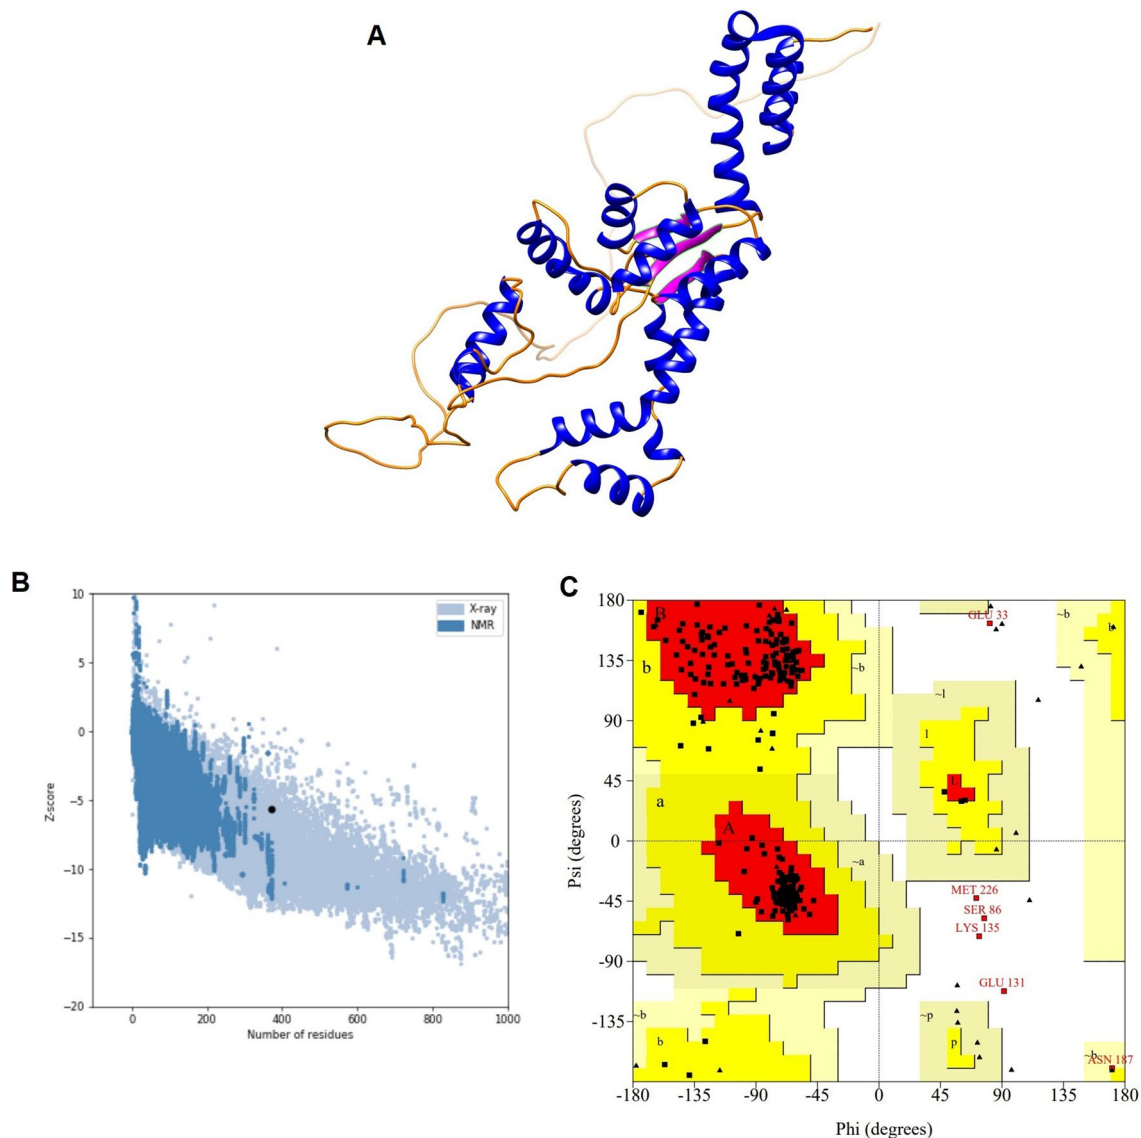 A
B
10
5
0
−5
−10
−15
−20
Z-score
0 200 400 600 800 1000
Number of residues
X-ray
NMR
C
180
135
90
45
0
-45
-90
-135
Psi (degrees)
-180 -135 -90 -45 0 45 90 135 180
Phi (degrees)
B
GLU 33
~b
b
b
~b
~l
l
a
L
A
~a
MET 226
SER 86
LYS 135
GLU 131
~b
~p
b
p
~b
ASN 187